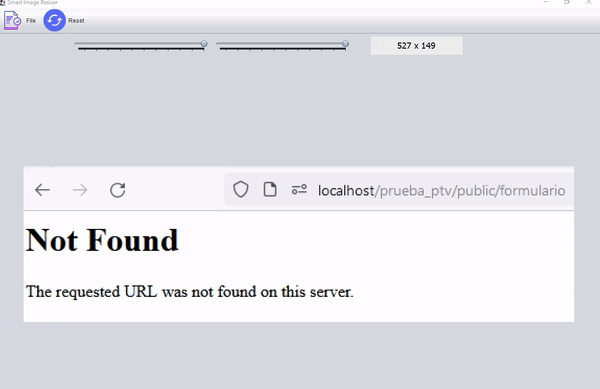 Smart Image Resizer
File
Reset
527 x 149
localhost/prueba_ptv/public/formulario
Not Found
The requested URL was not found on this server.